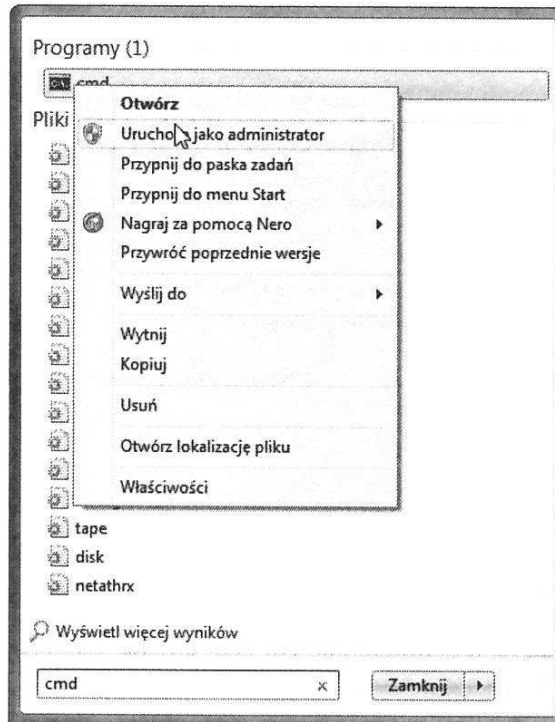 Programy (1)
cmd
Otwórz
Pliki
Uruchom jako administrator
Przypnij do paska zadań
Przypnij do menu Start
Nagraj za pomocą Nero
Przywróć poprzednie wersje
Wyślij do
Wytnij
Kopiuj
Usuń
Otwórz lokalizację pliku
Właściwości
tape
disk
netathrx
Wyświetl więcej wyników
cmd
Zamknij